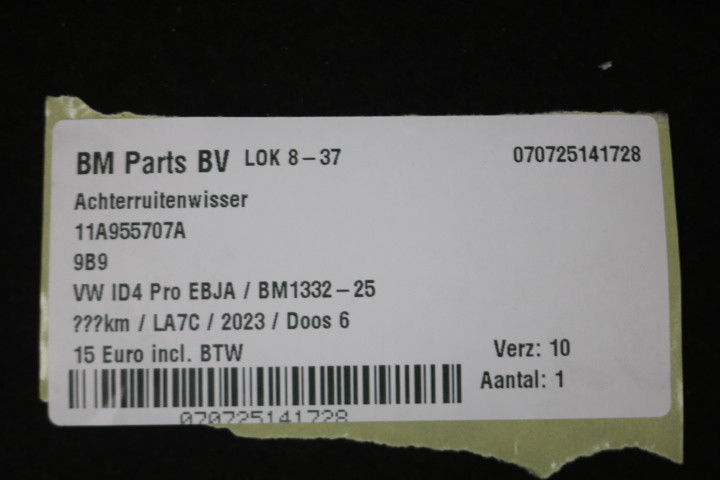 BM Parts BV LOK 8-37 070725141728
Achterruitenwisser
11A955707A
9B9
VW ID4 Pro EBJA / BM1332-25
???km / LA7C / 2023 / Doos 6
15 Euro incl. BTW Verz: 10
Aantal: 1
070725141728